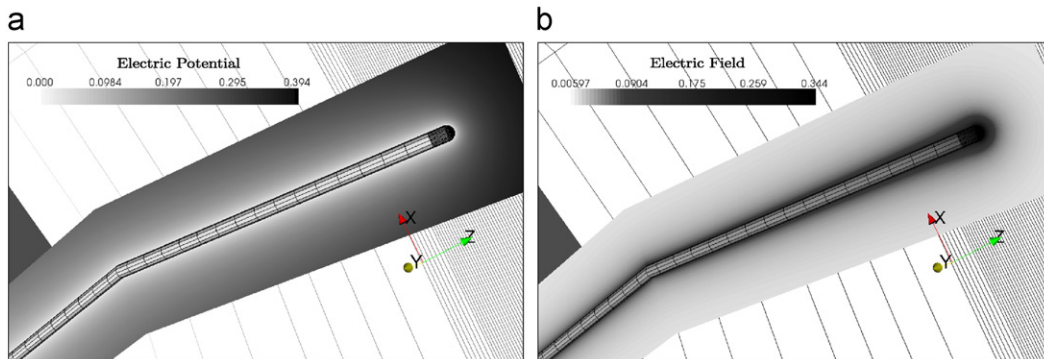 a
Electric Potential
0.000 0.0984 0.197 0.295 0.394
X
Z
Y
b
Electric Field
0.00597 0.0904 0.175 0.259 0.344
X
Z
Y